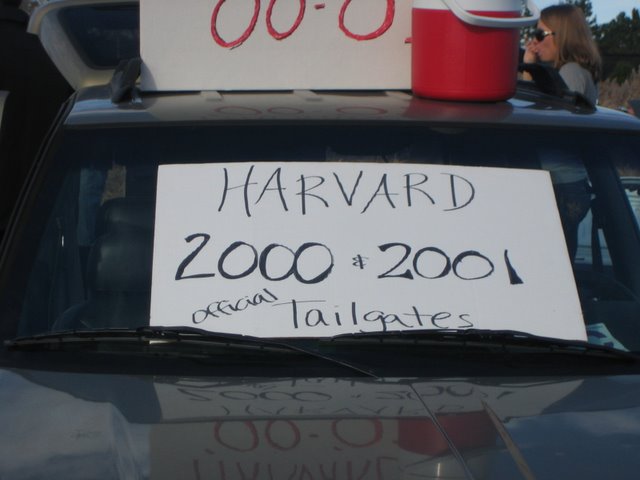 00-0
HARVARD
2000 & 2001
official Tailgates